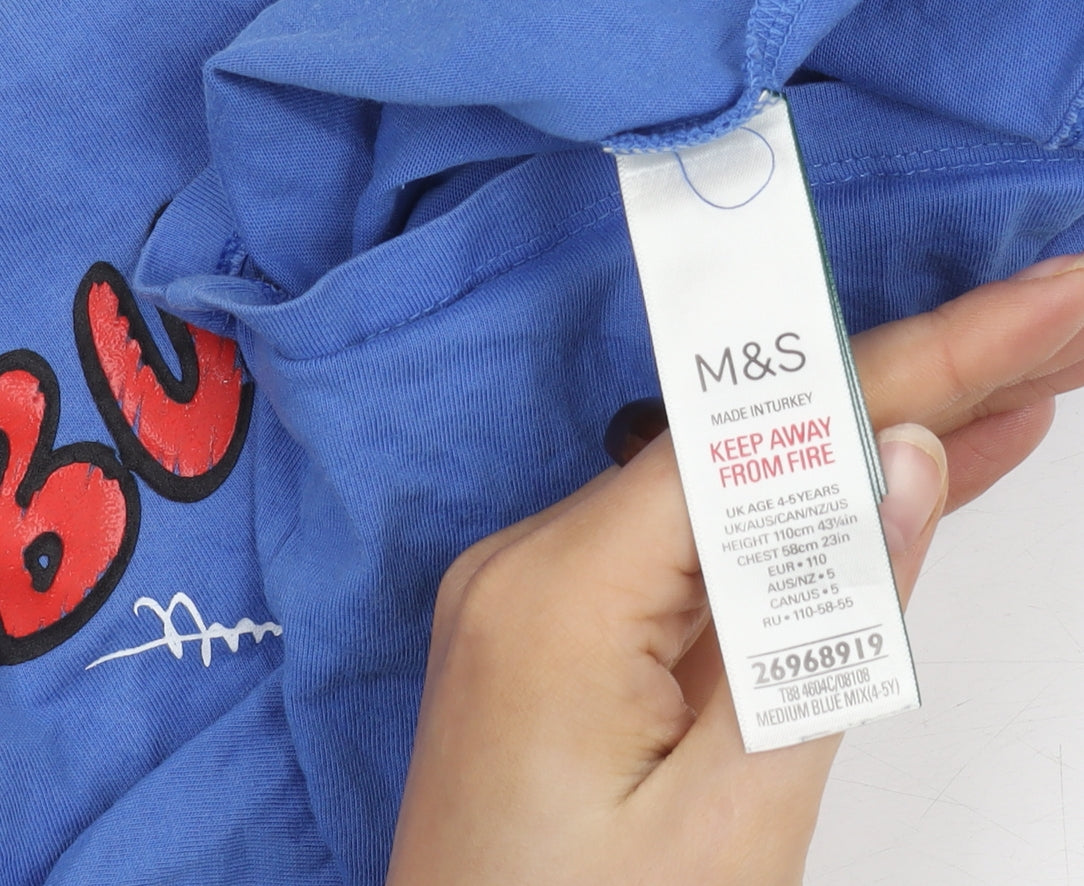 BU
M&S
MADE IN TURKEY
KEEP AWAY
FROM FIRE
UK AGE 4-5 YEARS
UK/AUS/CAN/NZ/US
HEIGHT 110cm 43¼in
CHEST 58cm 23in
EUR • 110
AUS/NZ • 5
CAN/US • 5
RU • 110-58-55
26968919
T88 4604C/08108
MEDIUM BLUE MIX(4-5Y)